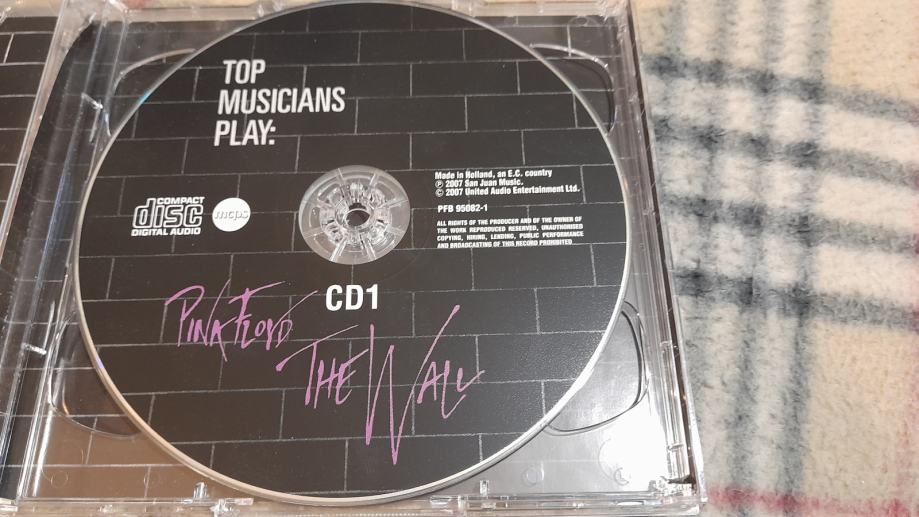 TOP
MUSICIANS
PLAY:
COMPACT
disc
DIGITAL AUDIO
mcps
Made in Holland, an E.C. country
℗ 2007 San Juan Music.
© 2007 United Audio Entertainment Ltd.
PFB 95082-1
ALL RIGHTS OF THE PRODUCER AND OF THE OWNER OF
THE WORK REPRODUCED RESERVED, UNAUTHORISED
COPYING, HIRING, LENDING, PUBLIC PERFORMANCE
AND BROADCASTING OF THIS RECORD PROHIBITED.
CD1
PINK FLOYD
THE WALL